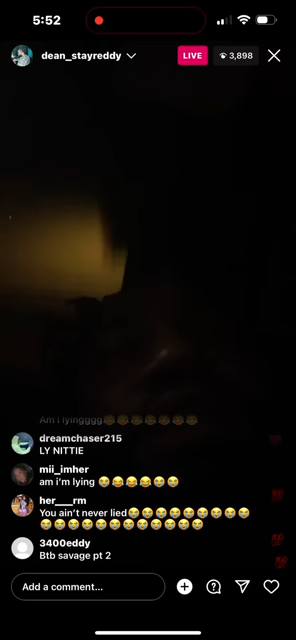 5:52
dean_stayreddy
LIVE
3,898
Am i lyingggg😂😂😂😂😂😂😂
dreamchaser215
LY NITTIE
mii_imher
am i'm lying 😭😂😂😂😭😭
her___rm
You ain't never lied😭😭😭😭😭😭😭😭😭
😭😭😭😭😭😭😭😭😭😭😭😭
3400eddy
Btb savage pt 2
Add a comment...